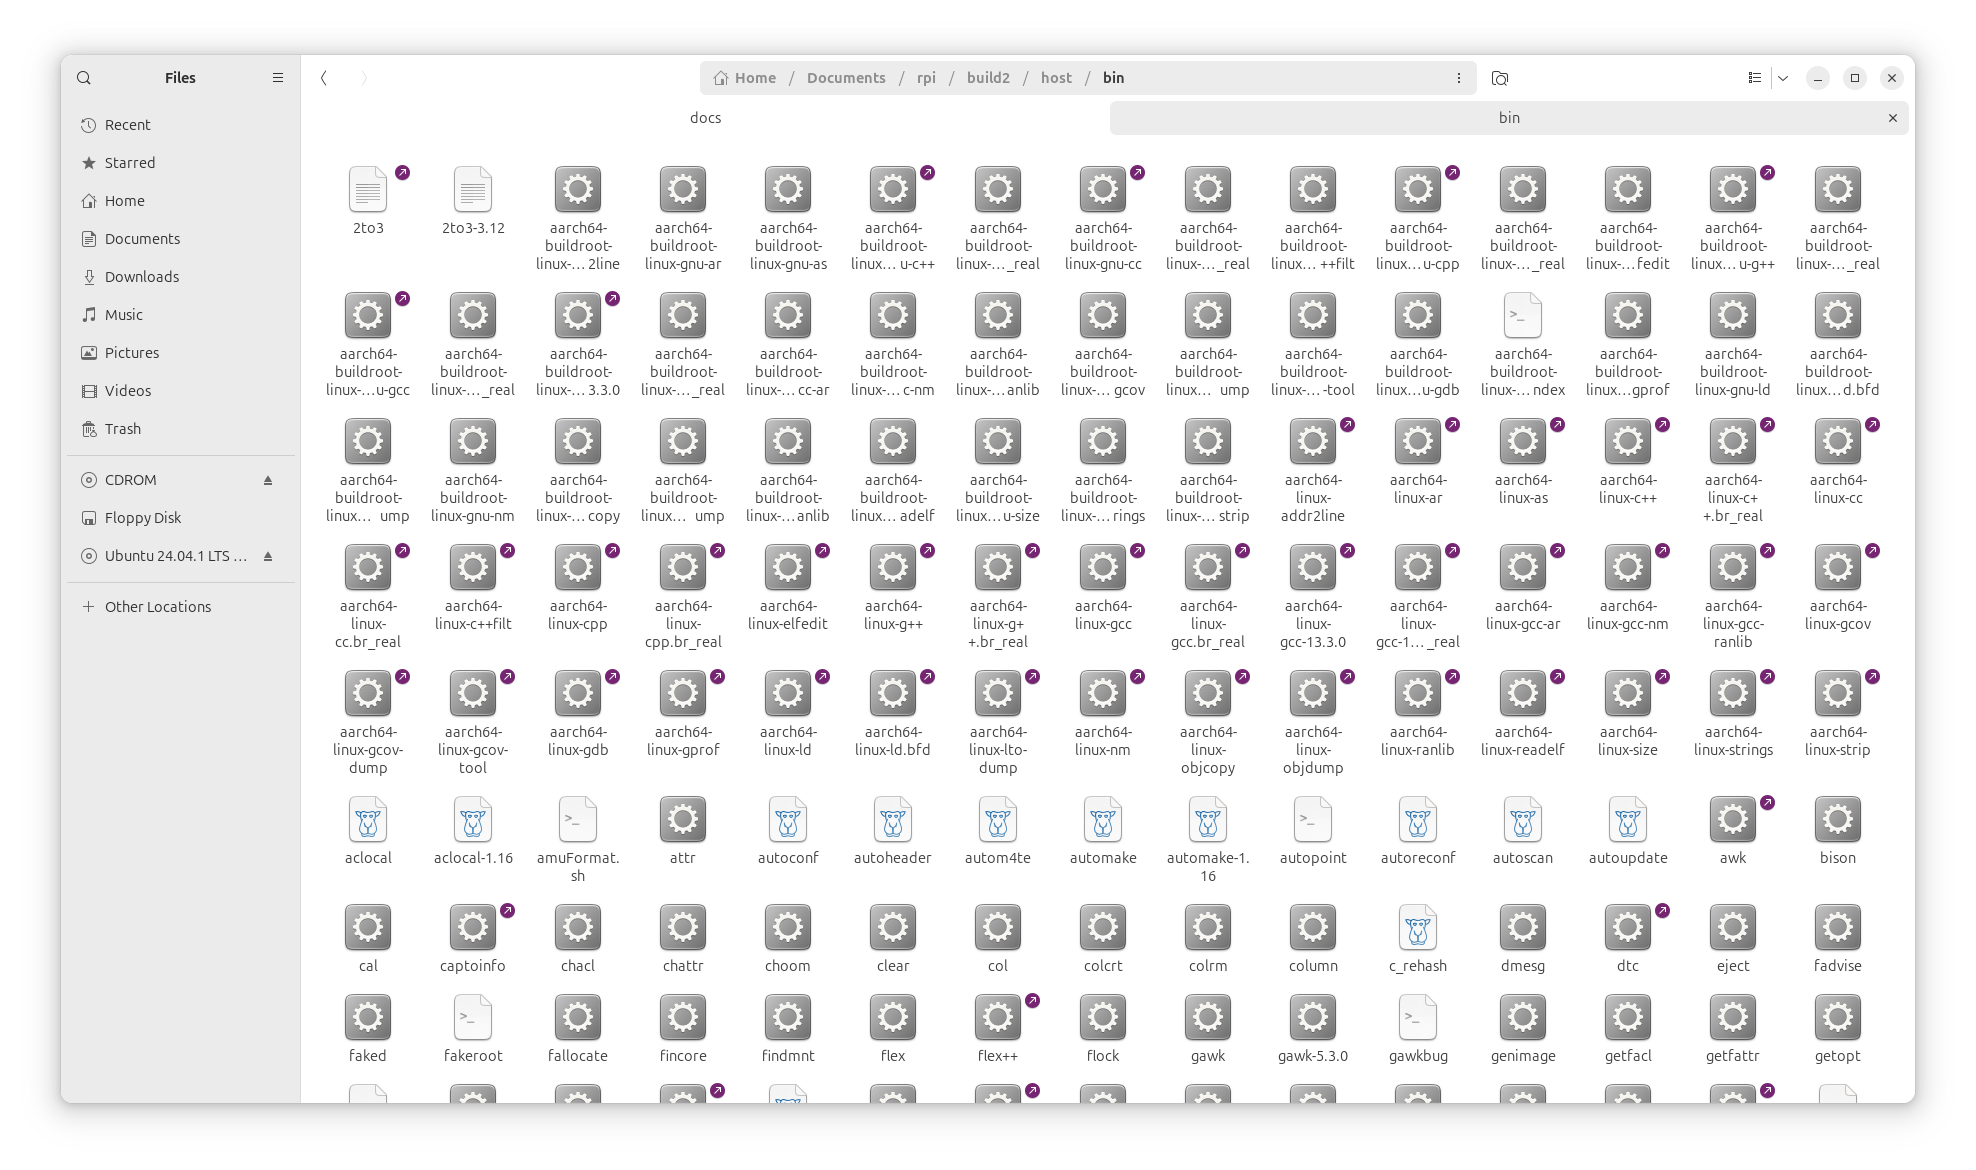 Files
Home / Documents / rpi / build2 / host / bin
docs
bin
Recent
Starred
Home
Documents
Downloads
Music
Pictures
Videos
Trash
CDROM
Floppy Disk
Ubuntu 24.04.1 LTS …
Other Locations
2to3
2to3-3.12
aarch64-
buildroot-
linux-…2line
aarch64-
buildroot-
linux-gnu-ar
aarch64-
buildroot-
linux-gnu-as
aarch64-
buildroot-
linux…u-c++
aarch64-
buildroot-
linux-…_real
aarch64-
buildroot-
linux-gnu-cc
aarch64-
buildroot-
linux-…_real
aarch64-
buildroot-
linux…++filt
aarch64-
buildroot-
linux…u-cpp
aarch64-
buildroot-
linux-…_real
aarch64-
buildroot-
linux-…fedit
aarch64-
buildroot-
linux…u-g++
aarch64-
buildroot-
linux-…_real
aarch64-
buildroot-
linux-…u-gcc
aarch64-
buildroot-
linux-…_real
aarch64-
buildroot-
linux-…3.3.0
aarch64-
buildroot-
linux-…_real
aarch64-
buildroot-
linux-…cc-ar
aarch64-
buildroot-
linux-…c-nm
aarch64-
buildroot-
linux-…anlib
aarch64-
buildroot-
linux-…gcov
aarch64-
buildroot-
linux…ump
aarch64-
buildroot-
linux-…-tool
aarch64-
buildroot-
linux…u-gdb
aarch64-
buildroot-
linux-…ndex
aarch64-
buildroot-
linux…gprof
aarch64-
buildroot-
linux-gnu-ld
aarch64-
buildroot-
linux…d.bfd
aarch64-
buildroot-
linux…ump
aarch64-
buildroot-
linux-gnu-nm
aarch64-
buildroot-
linux-…copy
aarch64-
buildroot-
linux…ump
aarch64-
buildroot-
linux-…anlib
aarch64-
buildroot-
linux…adelf
aarch64-
buildroot-
linux…u-size
aarch64-
buildroot-
linux-…rings
aarch64-
buildroot-
linux-…strip
aarch64-
linux-
addr2line
aarch64-
linux-ar
aarch64-
linux-as
aarch64-
linux-c++
aarch64-
linux-c+
+.br_real
aarch64-
linux-cc
aarch64-
linux-
cc.br_real
aarch64-
linux-c++filt
aarch64-
linux-cpp
aarch64-
linux-
cpp.br_real
aarch64-
linux-elfedit
aarch64-
linux-g++
aarch64-
linux-g+
+.br_real
aarch64-
linux-gcc
aarch64-
linux-
gcc.br_real
aarch64-
linux-
gcc-13.3.0
aarch64-
linux-
gcc-1…_real
aarch64-
linux-gcc-ar
aarch64-
linux-gcc-nm
aarch64-
linux-gcc-
ranlib
aarch64-
linux-gcov
aarch64-
linux-gcov-
dump
aarch64-
linux-gcov-
tool
aarch64-
linux-gdb
aarch64-
linux-gprof
aarch64-
linux-ld
aarch64-
linux-ld.bfd
aarch64-
linux-lto-
dump
aarch64-
linux-nm
aarch64-
linux-
objcopy
aarch64-
linux-
objdump
aarch64-
linux-ranlib
aarch64-
linux-readelf
aarch64-
linux-size
aarch64-
linux-strings
aarch64-
linux-strip
aclocal
aclocal-1.16
amuFormat.
sh
attr
autoconf
autoheader
autom4te
automake
automake-1.
16
autopoint
autoreconf
autoscan
autoupdate
awk
bison
cal
captoinfo
chacl
chattr
choom
clear
col
colcrt
colrm
column
c_rehash
dmesg
dtc
eject
fadvise
faked
fakeroot
fallocate
fincore
findmnt
flex
flex++
flock
gawk
gawk-5.3.0
gawkbug
genimage
getfacl
getfattr
getopt